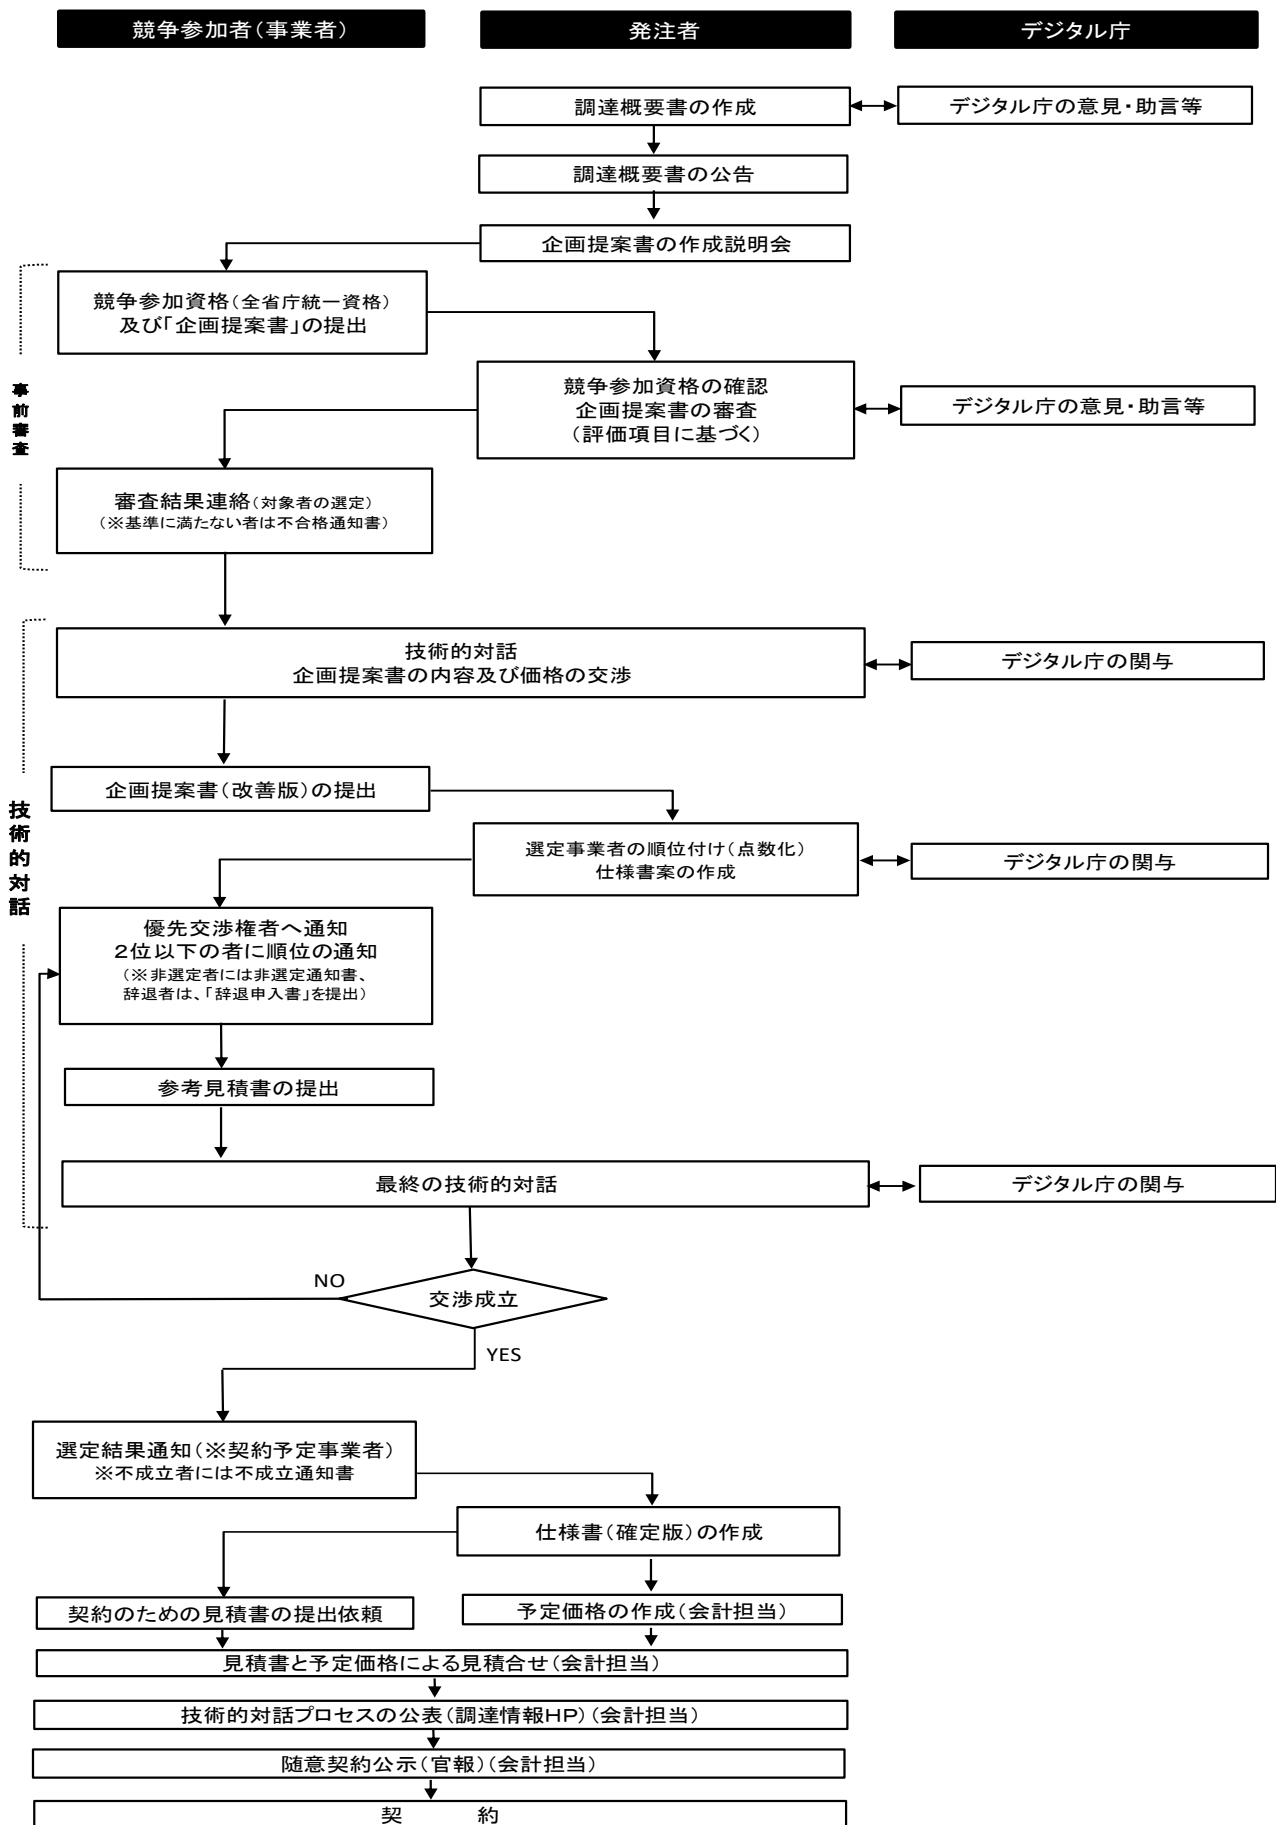 競争参加者(事業者)
発注者
デジタル庁
調達概要書の作成
デジタル庁の意見・助言等
調達概要書の公告
企画提案書の作成説明会
競争参加資格(全省庁統一資格)
及び「企画提案書」の提出
事前審査
競争参加資格の確認
企画提案書の審査
(評価項目に基づく)
デジタル庁の意見・助言等
審査結果連絡(対象者の選定)
(※基準に満たない者は不合格通知書)
技術的対話
企画提案書の内容及び価格の交渉
デジタル庁の関与
企画提案書(改善版)の提出
技術的対話
選定事業者の順位付け(点数化)
仕様書案の作成
デジタル庁の関与
優先交渉権者へ通知
2位以下の者に順位の通知
(※非選定者には非選定通知書、
辞退者は、「辞退申入書」を提出)
参考見積書の提出
最終の技術的対話
デジタル庁の関与
NO
交渉成立
YES
選定結果通知(※契約予定事業者)
※不成立者には不成立通知書
仕様書(確定版)の作成
契約のための見積書の提出依頼
予定価格の作成(会計担当)
見積書と予定価格による見積合せ(会計担当)
技術的対話プロセスの公表(調達情報HP)(会計担当)
随意契約公示(官報)(会計担当)
契 約